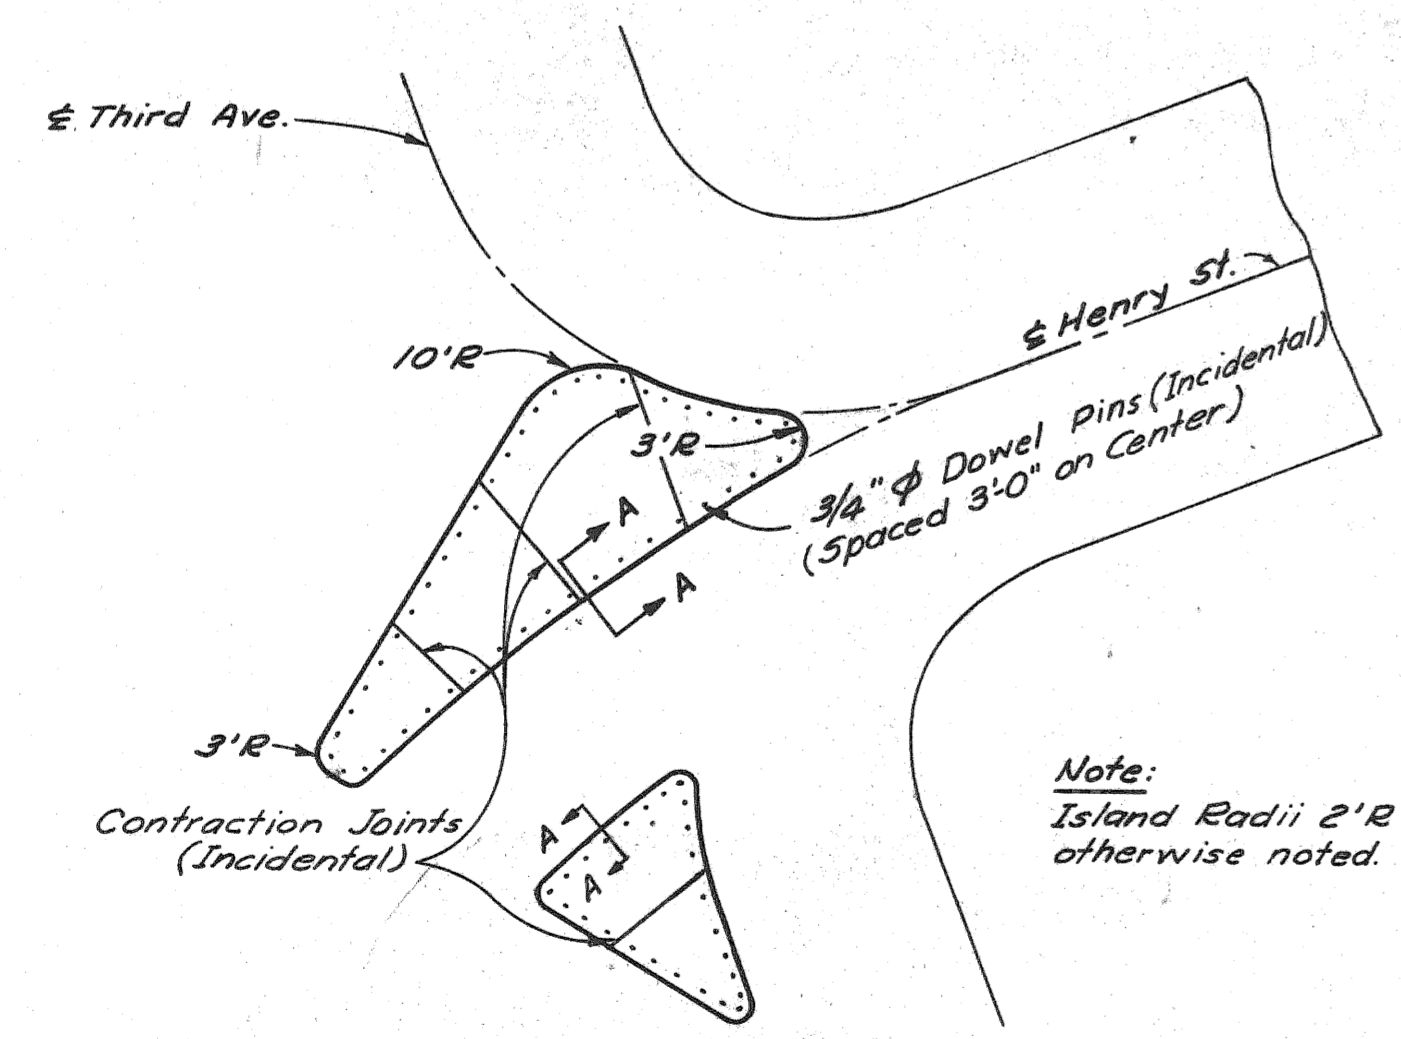 ℄ Third Ave.
℄ Henry St.
10'R
3'R
3/4" ϕ Dowel Pins (Incidental)
(Spaced 3'-0" on Center)
A
A
3'R
Contraction Joints
(Incidental)
A
A
Note:
Island Radii 2'R
otherwise noted.